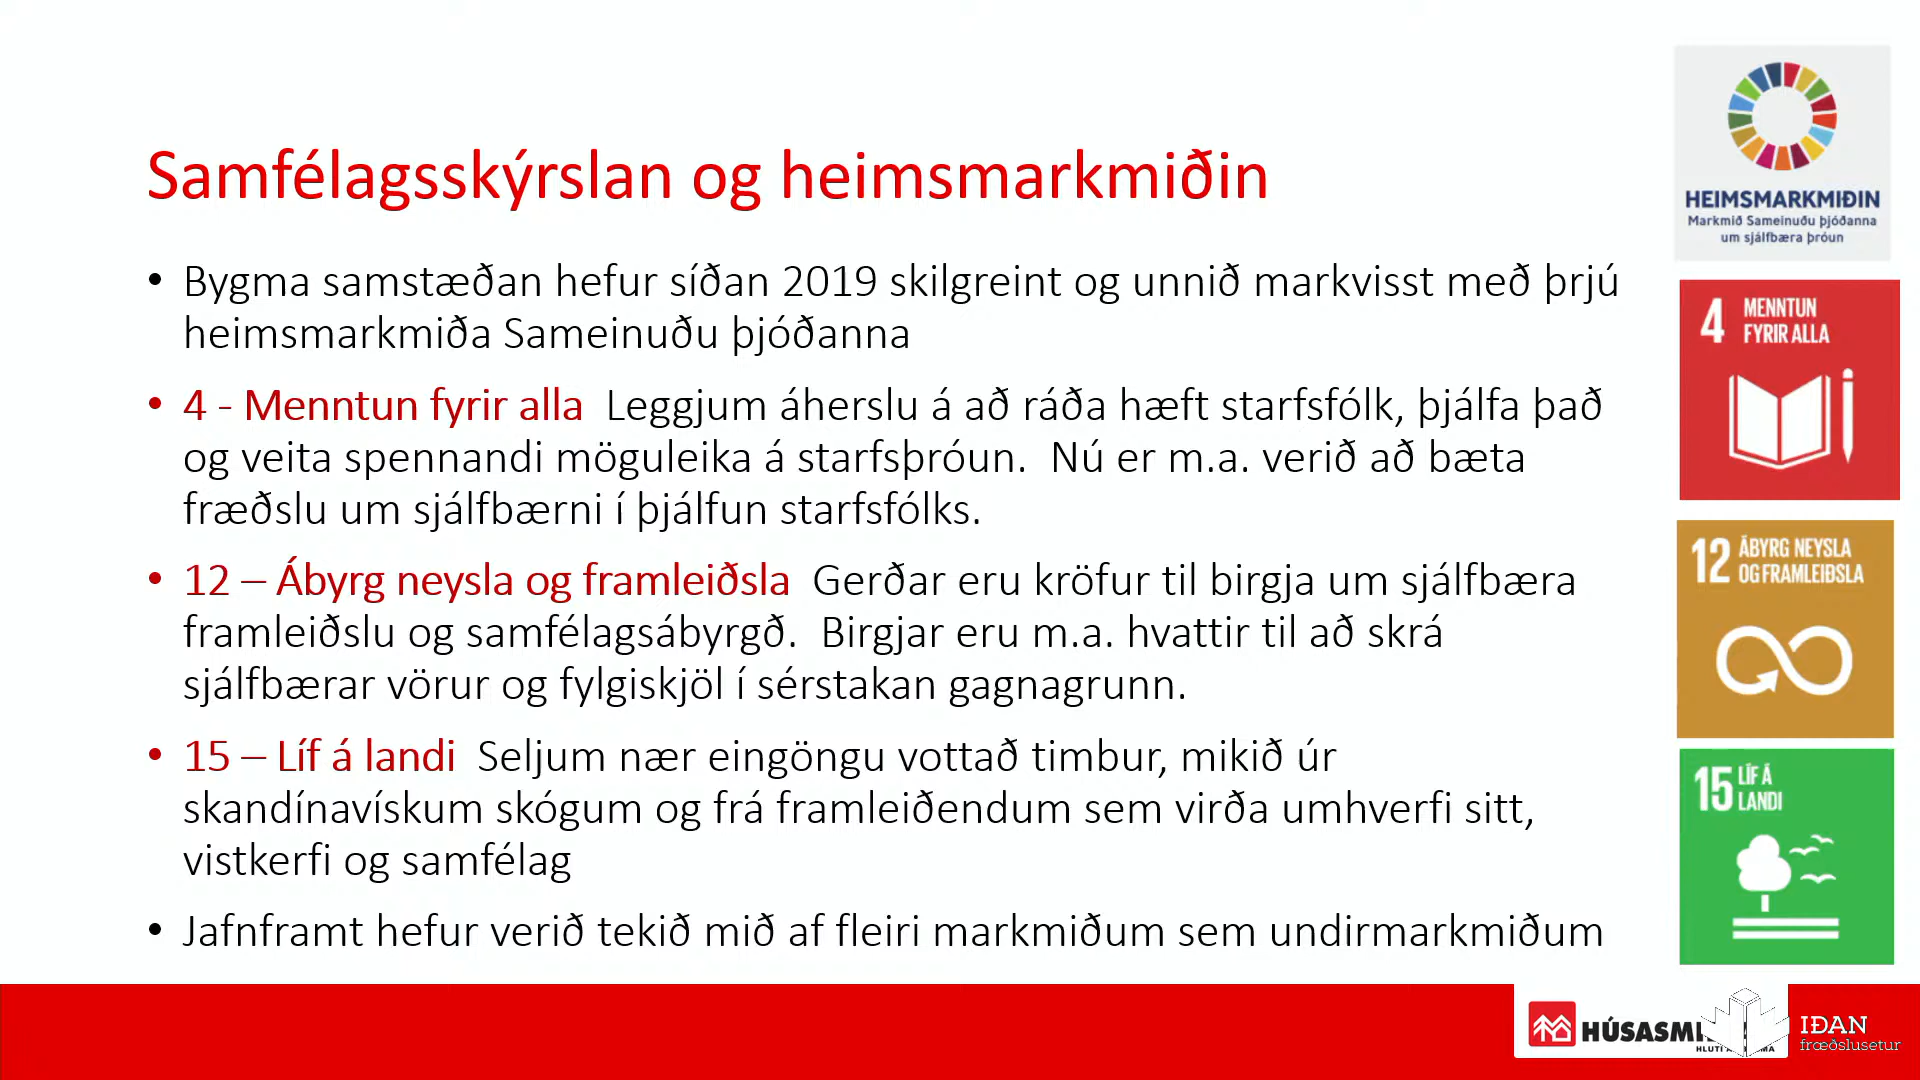 Samfélagsskýrslan og heimsmarkmiðin
• Bygma samstæðan hefur síðan 2019 skilgreint og unnið markvisst með þrjú
heimsmarkmiða Sameinuðu þjóðanna
• 4 - Menntun fyrir alla Leggjum áherslu á að ráða hæft starfsfólk, þjálfa það
og veita spennandi möguleika á starfsþróun. Nú er m.a. verið að bæta
fræðslu um sjálfbærni í þjálfun starfsfólks.
• 12 – Ábyrg neysla og framleiðsla Gerðar eru kröfur til birgja um sjálfbæra
framleiðslu og samfélagsábyrgð. Birgjar eru m.a. hvattir til að skrá
sjálfbærar vörur og fylgiskjöl í sérstakan gagnagrunn.
• 15 – Líf á landi Seljum nær eingöngu vottað timbur, mikið úr
skandínavískum skógum og frá framleiðendum sem virða umhverfi sitt,
vistkerfi og samfélag
• Jafnframt hefur verið tekið mið af fleiri markmiðum sem undirmarkmiðum
HEIMSMARKMIÐIN
Markmið Sameinuðu þjóðanna
um sjálfbæra þróun
4 MENNTUN
FYRIR ALLA
12 ÁBYRG NEYSLA
OG FRAMLEIÐSLA
15 LÍF Á
LANDI
HLUTI
IÐAN
fræðslusetur